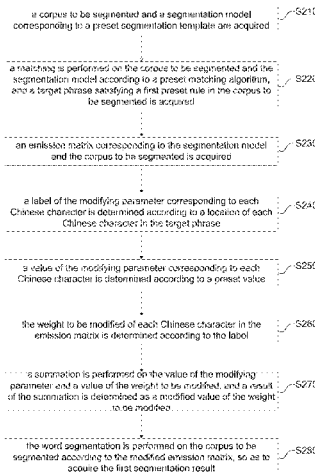 a corpus to be segmented and a segmentation model
corresponding to a preset segmentation template are acquired
S210
a matching is performed on the corpus to be segmented and the
segmentation model according to a preset matching algorithm,
and a target phrase satisfying a first preset rule in the corpus to
be segmented is acquired
S220
an emission matrix corresponding to the segmentation model
and the corpus to be segmented is acquired
S230
a label of the modifying parameter corresponding to each
Chinese character is determined according to a location of each
Chinese character in the target phrase
S240
a value of the modifying parameter corresponding to each
Chinese character is determined according to a preset value
S250
the weight to be modified of each Chinese character in the
emission matrix is determined according to the label
S260
a summation is performed on the value of the modifying
parameter and a value of the weight to be modified, and a result
of the summation is determined as a modified value of the weight
to be modified
S270
the word segmentation is performed on the corpus to be
segmented according to the modified emission matrix, so as to
acquire the first segmentation result
S280